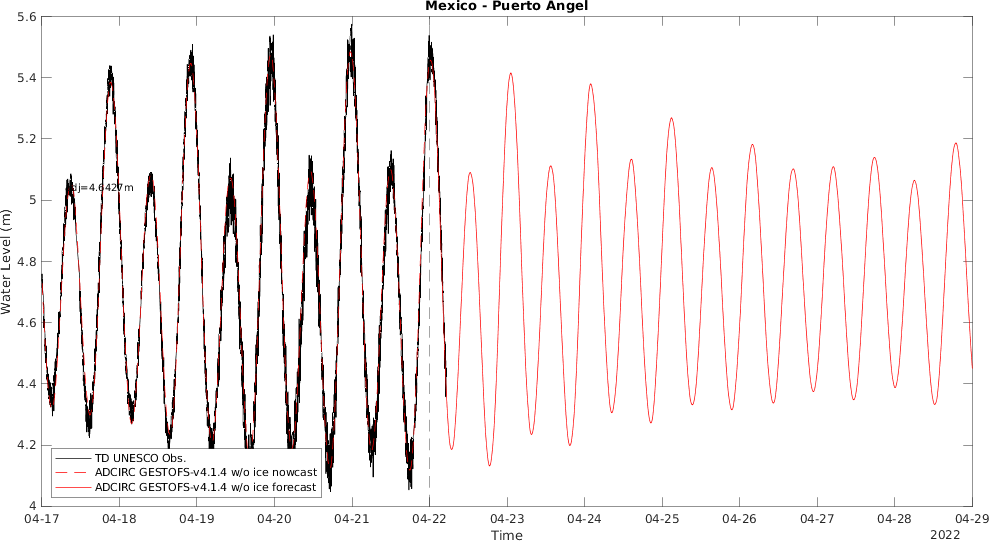 Mexico - Puerto Angel
5.6
5.4
5.2
5
4.8
4.6
4.4
4.2
4
Water Level (m)
dj=4.6427m
TD UNESCO Obs.
ADCIRC GESTOFS-v4.1.4 w/o ice nowcast
ADCIRC GESTOFS-v4.1.4 w/o ice forecast
04-17 04-18 04-19 04-20 04-21 04-22 04-23 04-24 04-25 04-26 04-27 04-28 04-29
Time
2022